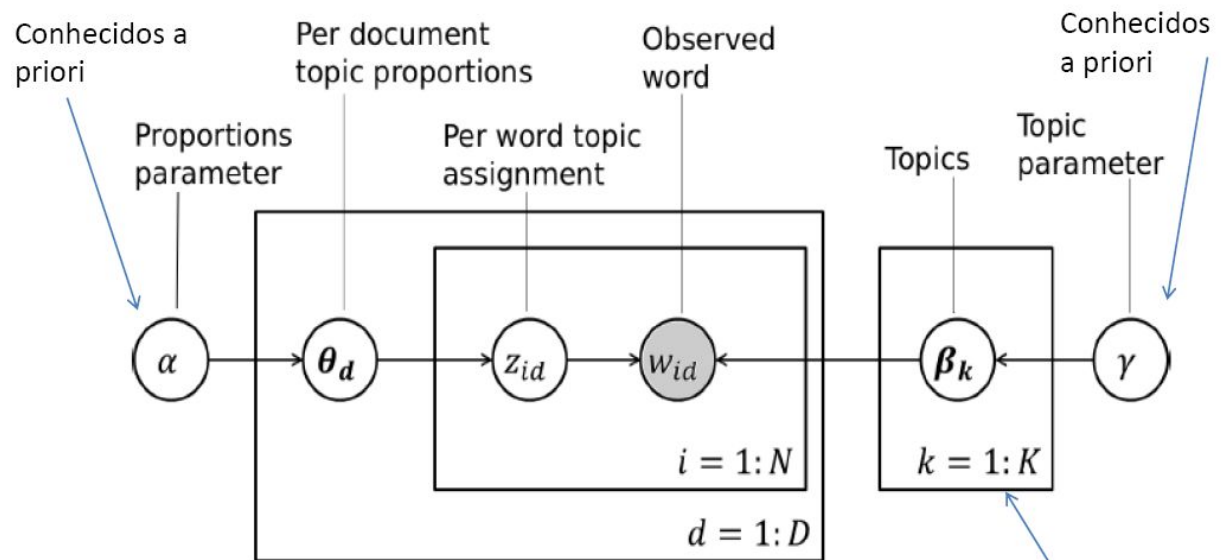 Conhecidos a
priori
Per document
topic proportions
Observed
word
Conhecidos
a priori
Proportions
parameter
Per word topic
assignment
Topics
Topic
parameter
α
θd
zid
wid
βk
γ
i = 1: N
k = 1: K
d = 1: D